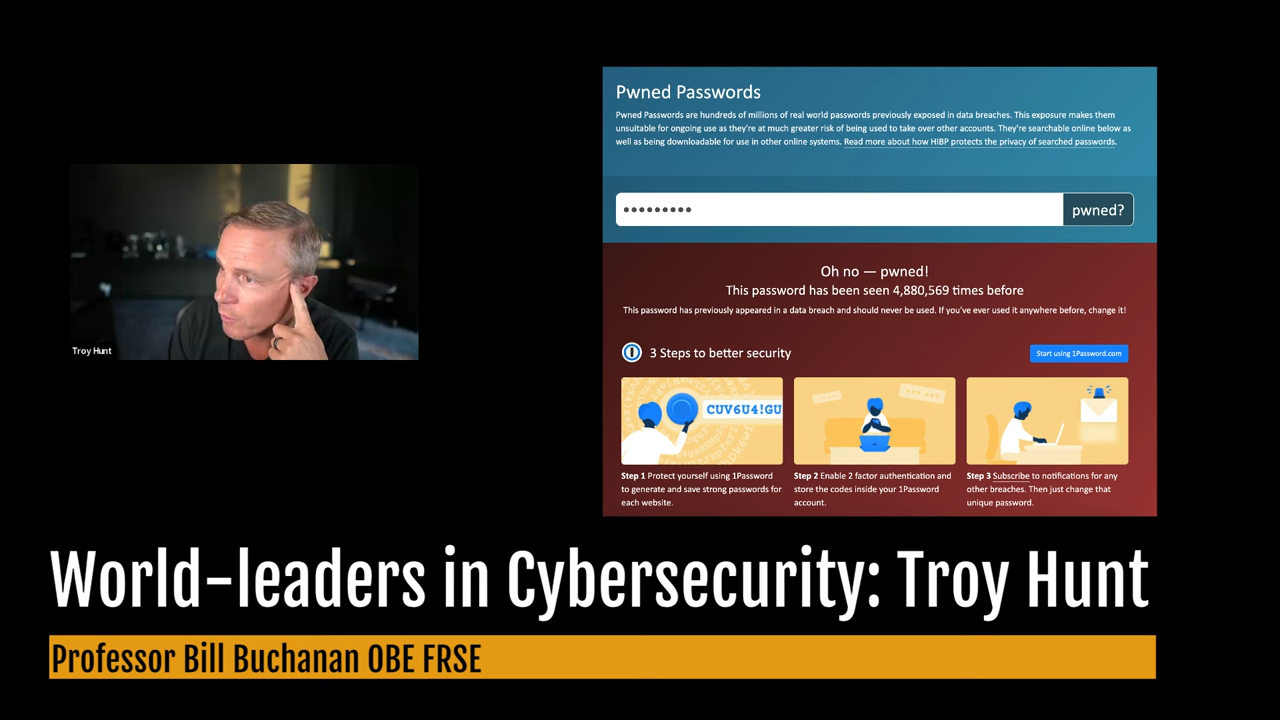 Pwned Passwords
Pwned Passwords are hundreds of millions of real world passwords previously exposed in data breaches. This exposure makes them
unsuitable for ongoing use as they're at much greater risk of being used to take over other accounts. They're searchable online below as
well as being downloadable for use in other online systems. Read more about how HIBP protects the privacy of searched passwords.
pwned?
Oh no — pwned!
This password has been seen 4,880,569 times before
This password has previously appeared in a data breach and should never be used. If you've ever used it anywhere before, change it!
3 Steps to better security
Start using 1Password.com
CUV6U4!GU
Step 1 Protect yourself using 1Password
to generate and save strong passwords for
each website.
Step 2 Enable 2 factor authentication and
store the codes inside your 1Password
account.
Step 3 Subscribe to notifications for any
other breaches. Then just change that
unique password.
Troy Hunt
World-leaders in Cybersecurity: Troy Hunt
Professor Bill Buchanan OBE FRSE